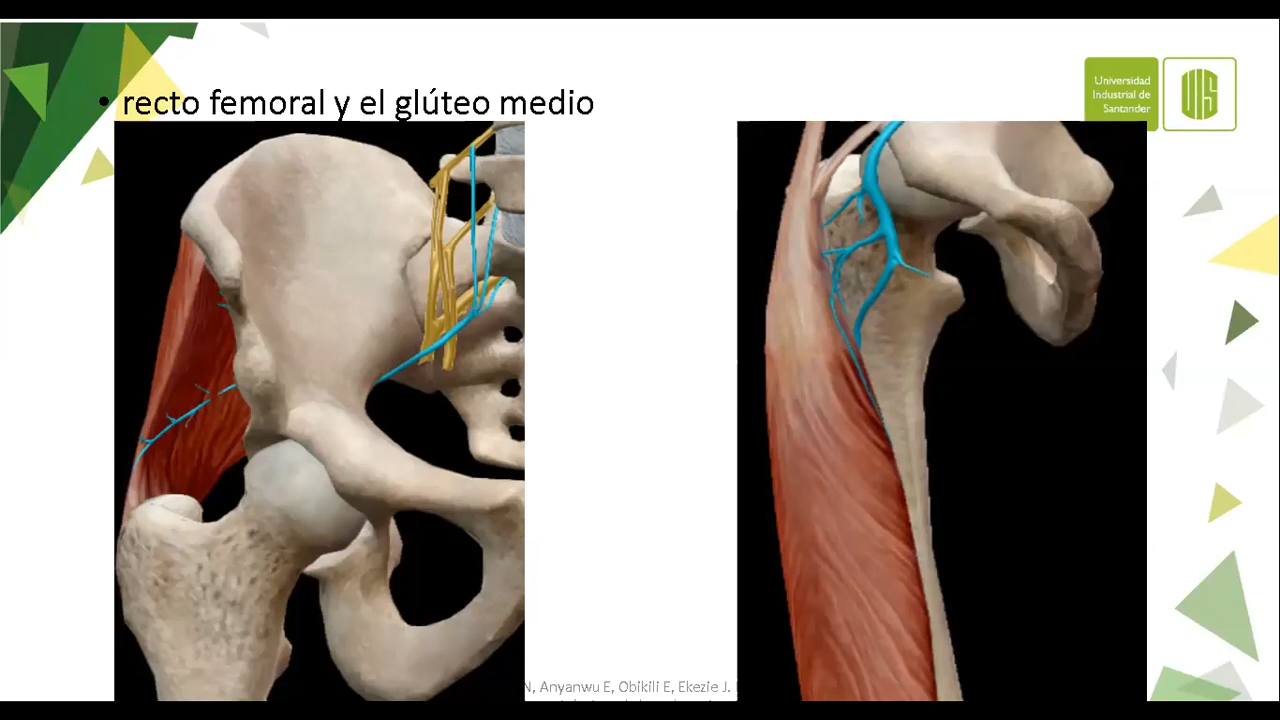 • recto femoral y el glúteo medio
Universidad
Industrial de
Santander
N, Anyanwu E, Obikili E, Ekezie J.